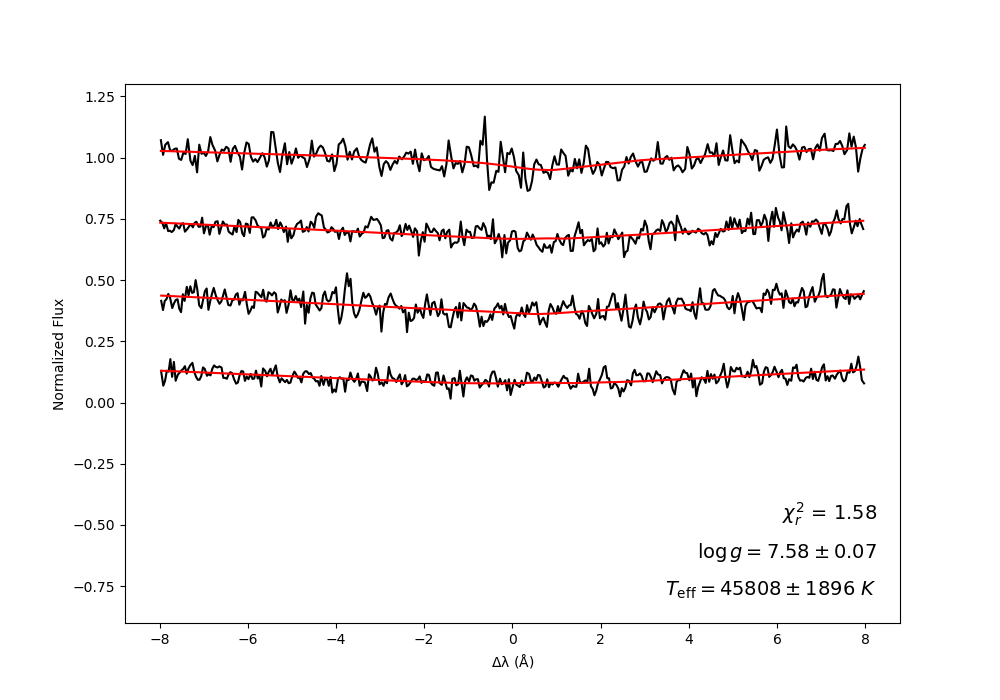 1.25
1.00
0.75
0.50
0.25
0.00
−0.25
−0.50
−0.75
Normalized Flux
χ²ᵣ = 1.58
log g = 7.58 ± 0.07
T_eff = 45808 ± 1896 K
−8 −6 −4 −2 0 2 4 6 8
Δλ (Å)